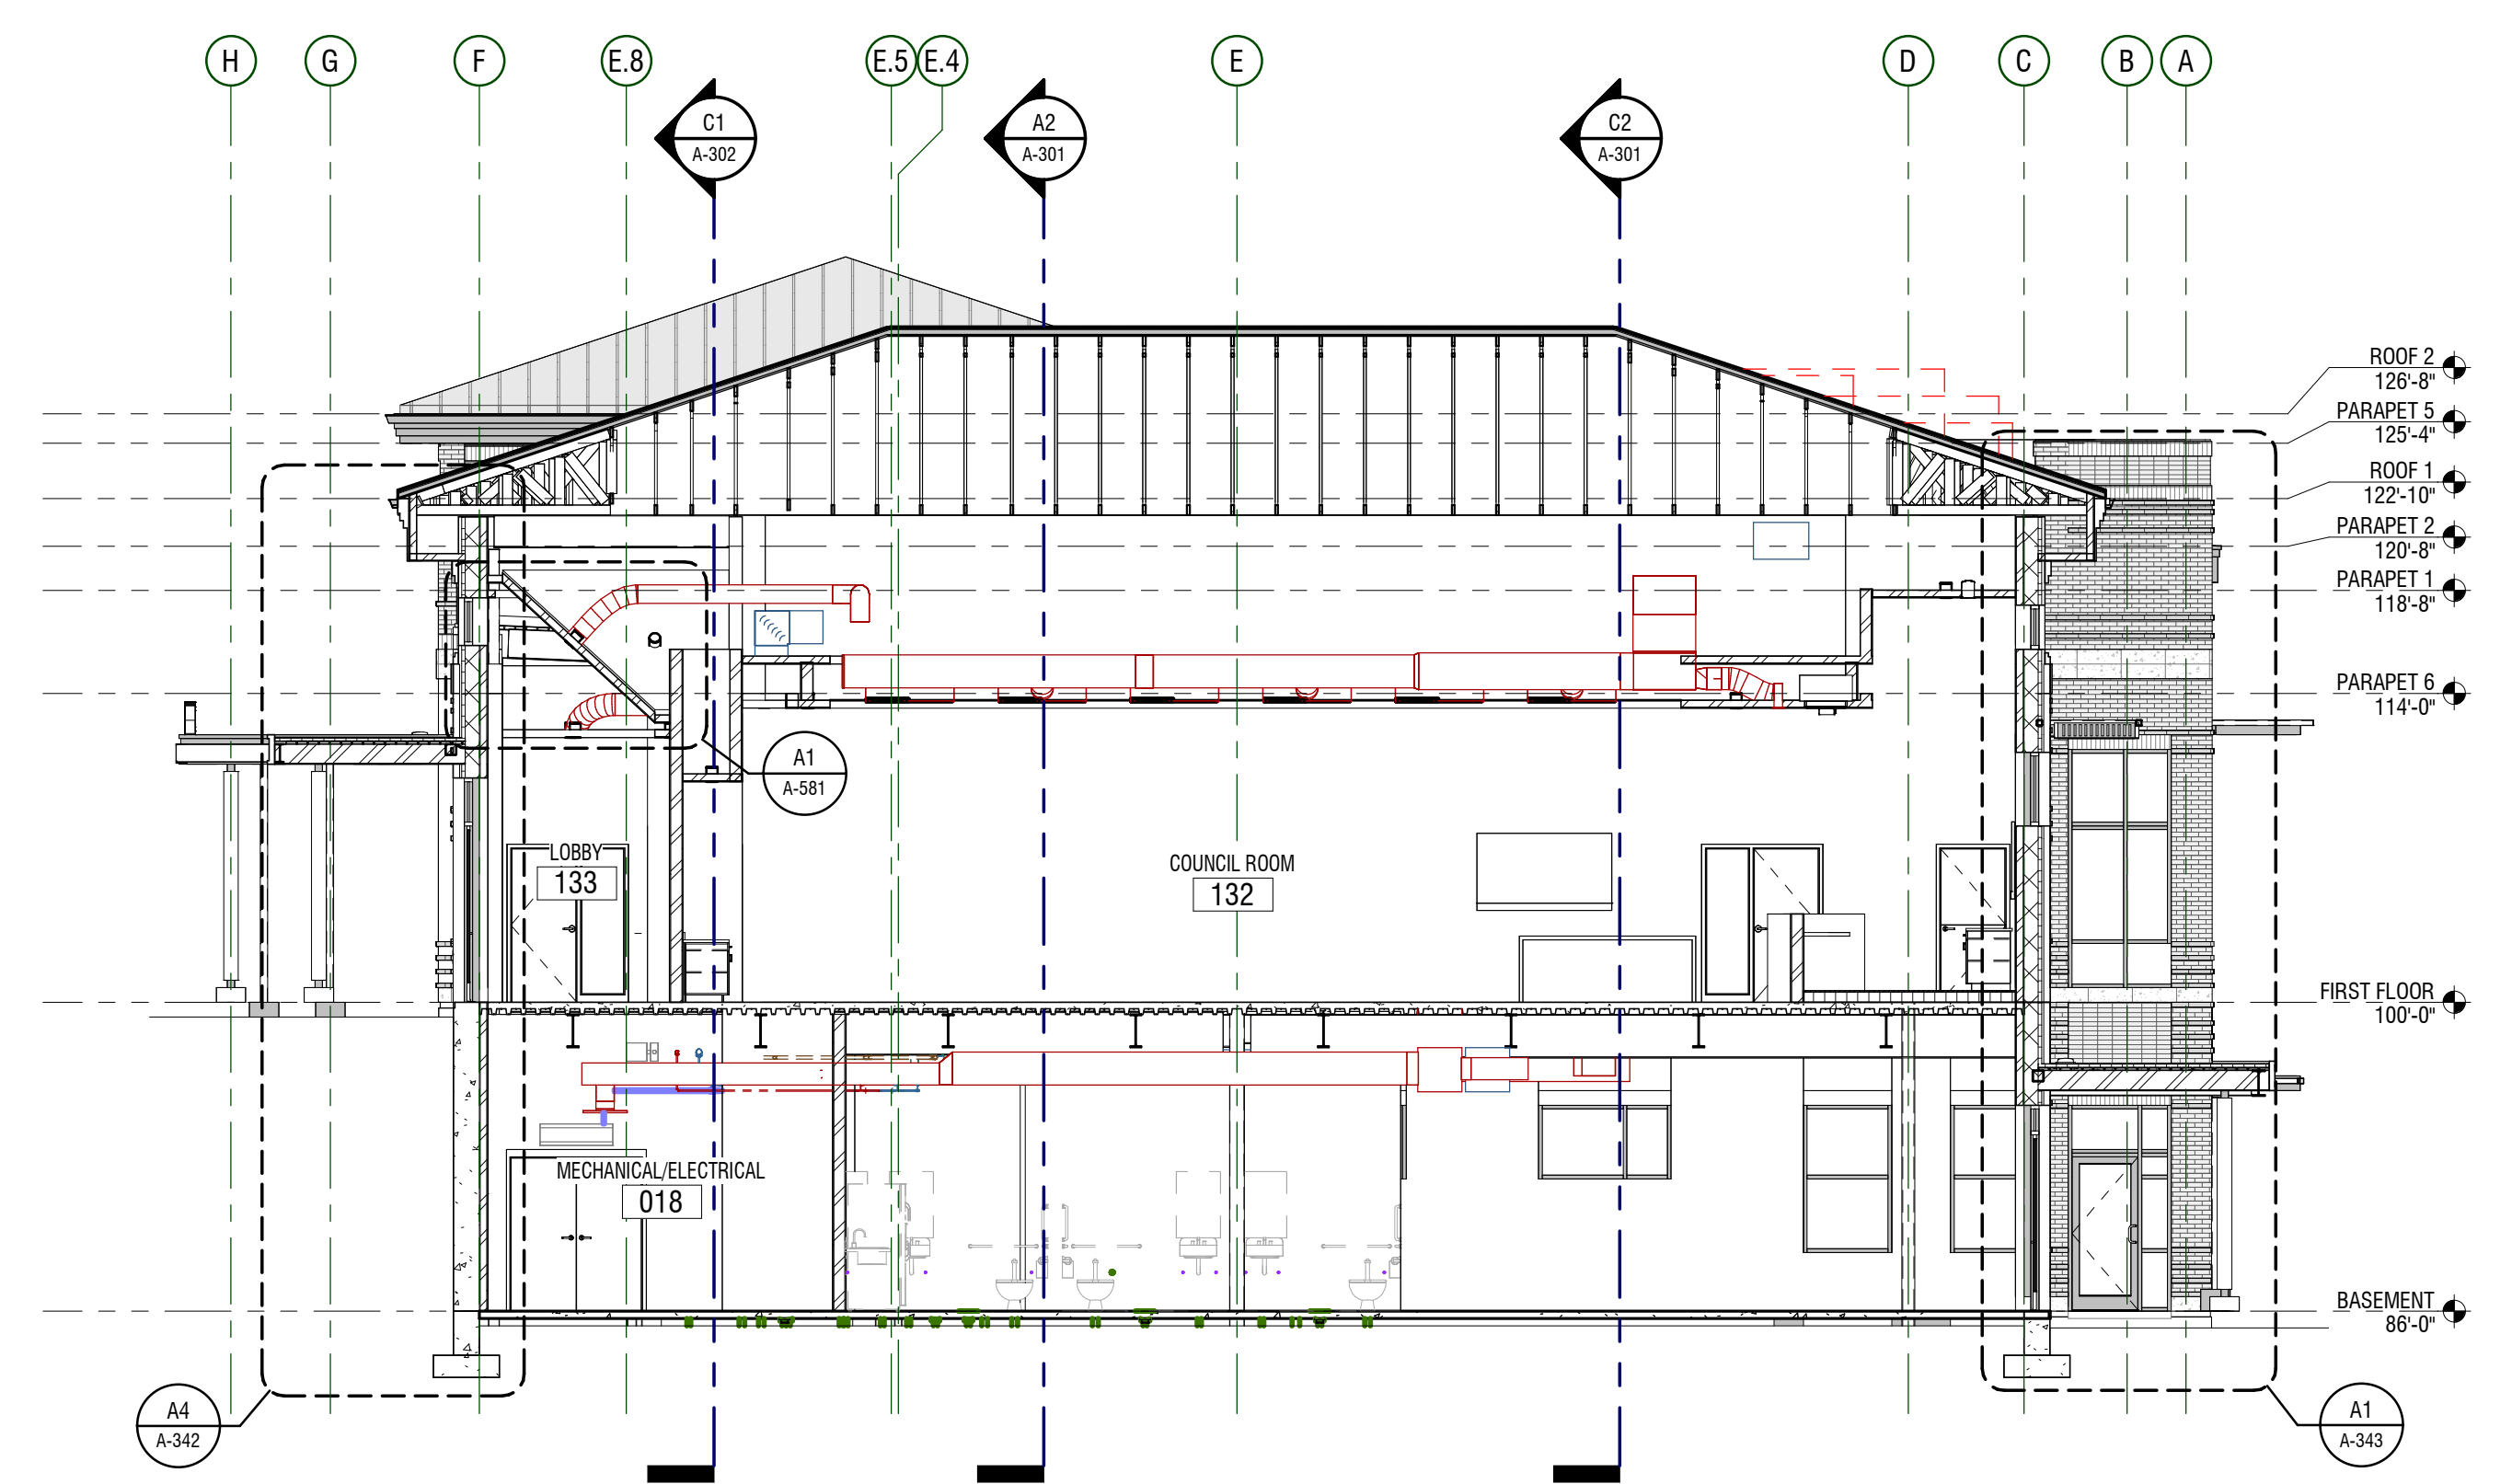 H
G
F
E.8
E.5
E.4
E
D
C
B
A
C1
A-302
A2
A-301
C2
A-301
ROOF 2
126'-8"
PARAPET 5
125'-4"
ROOF 1
122'-10"
PARAPET 2
120'-8"
PARAPET 1
118'-8"
PARAPET 6
114'-0"
A1
A-581
LOBBY
133
COUNCIL ROOM
132
FIRST FLOOR
100'-0"
MECHANICAL/ELECTRICAL
018
BASEMENT
86'-0"
A4
A-342
A1
A-343